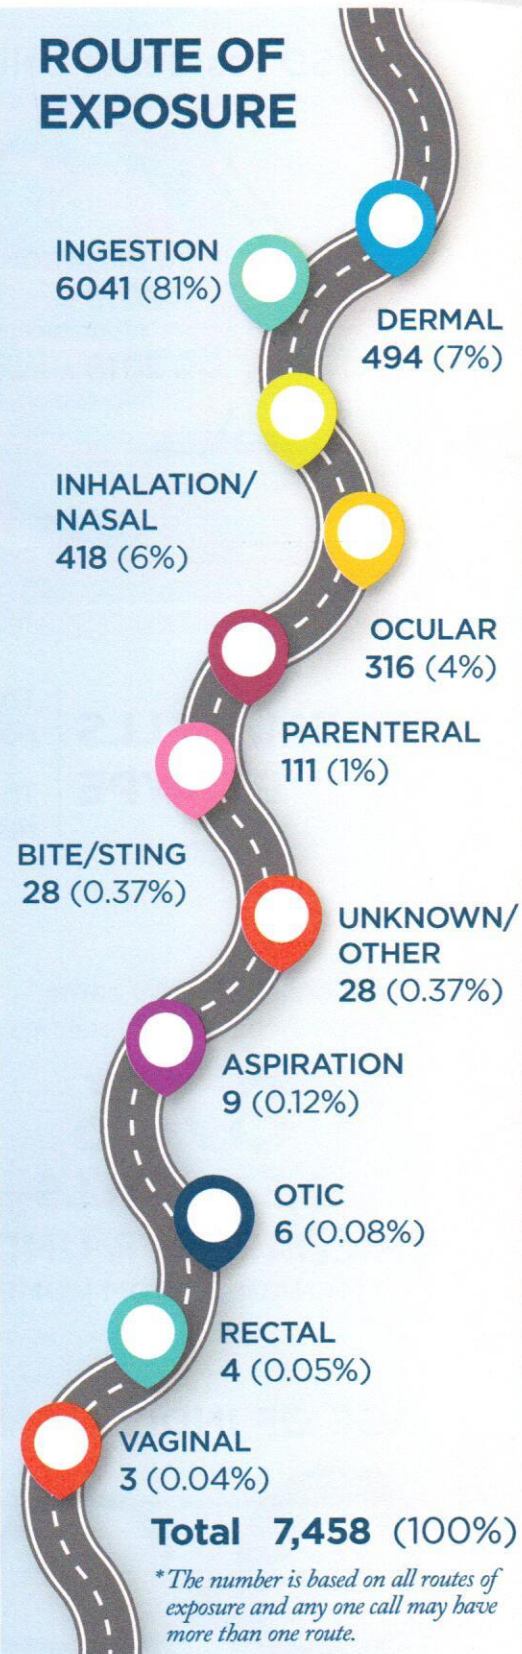 ROUTE OF
EXPOSURE
INGESTION
6041 (81%)
DERMAL
494 (7%)
INHALATION/
NASAL
418 (6%)
OCULAR
316 (4%)
PARENTERAL
111 (1%)
BITE/STING
28 (0.37%)
UNKNOWN/
OTHER
28 (0.37%)
ASPIRATION
9 (0.12%)
OTIC
6 (0.08%)
RECTAL
4 (0.05%)
VAGINAL
3 (0.04%)
Total 7,458 (100%)
*The number is based on all routes of
exposure and any one call may have
more than one route.